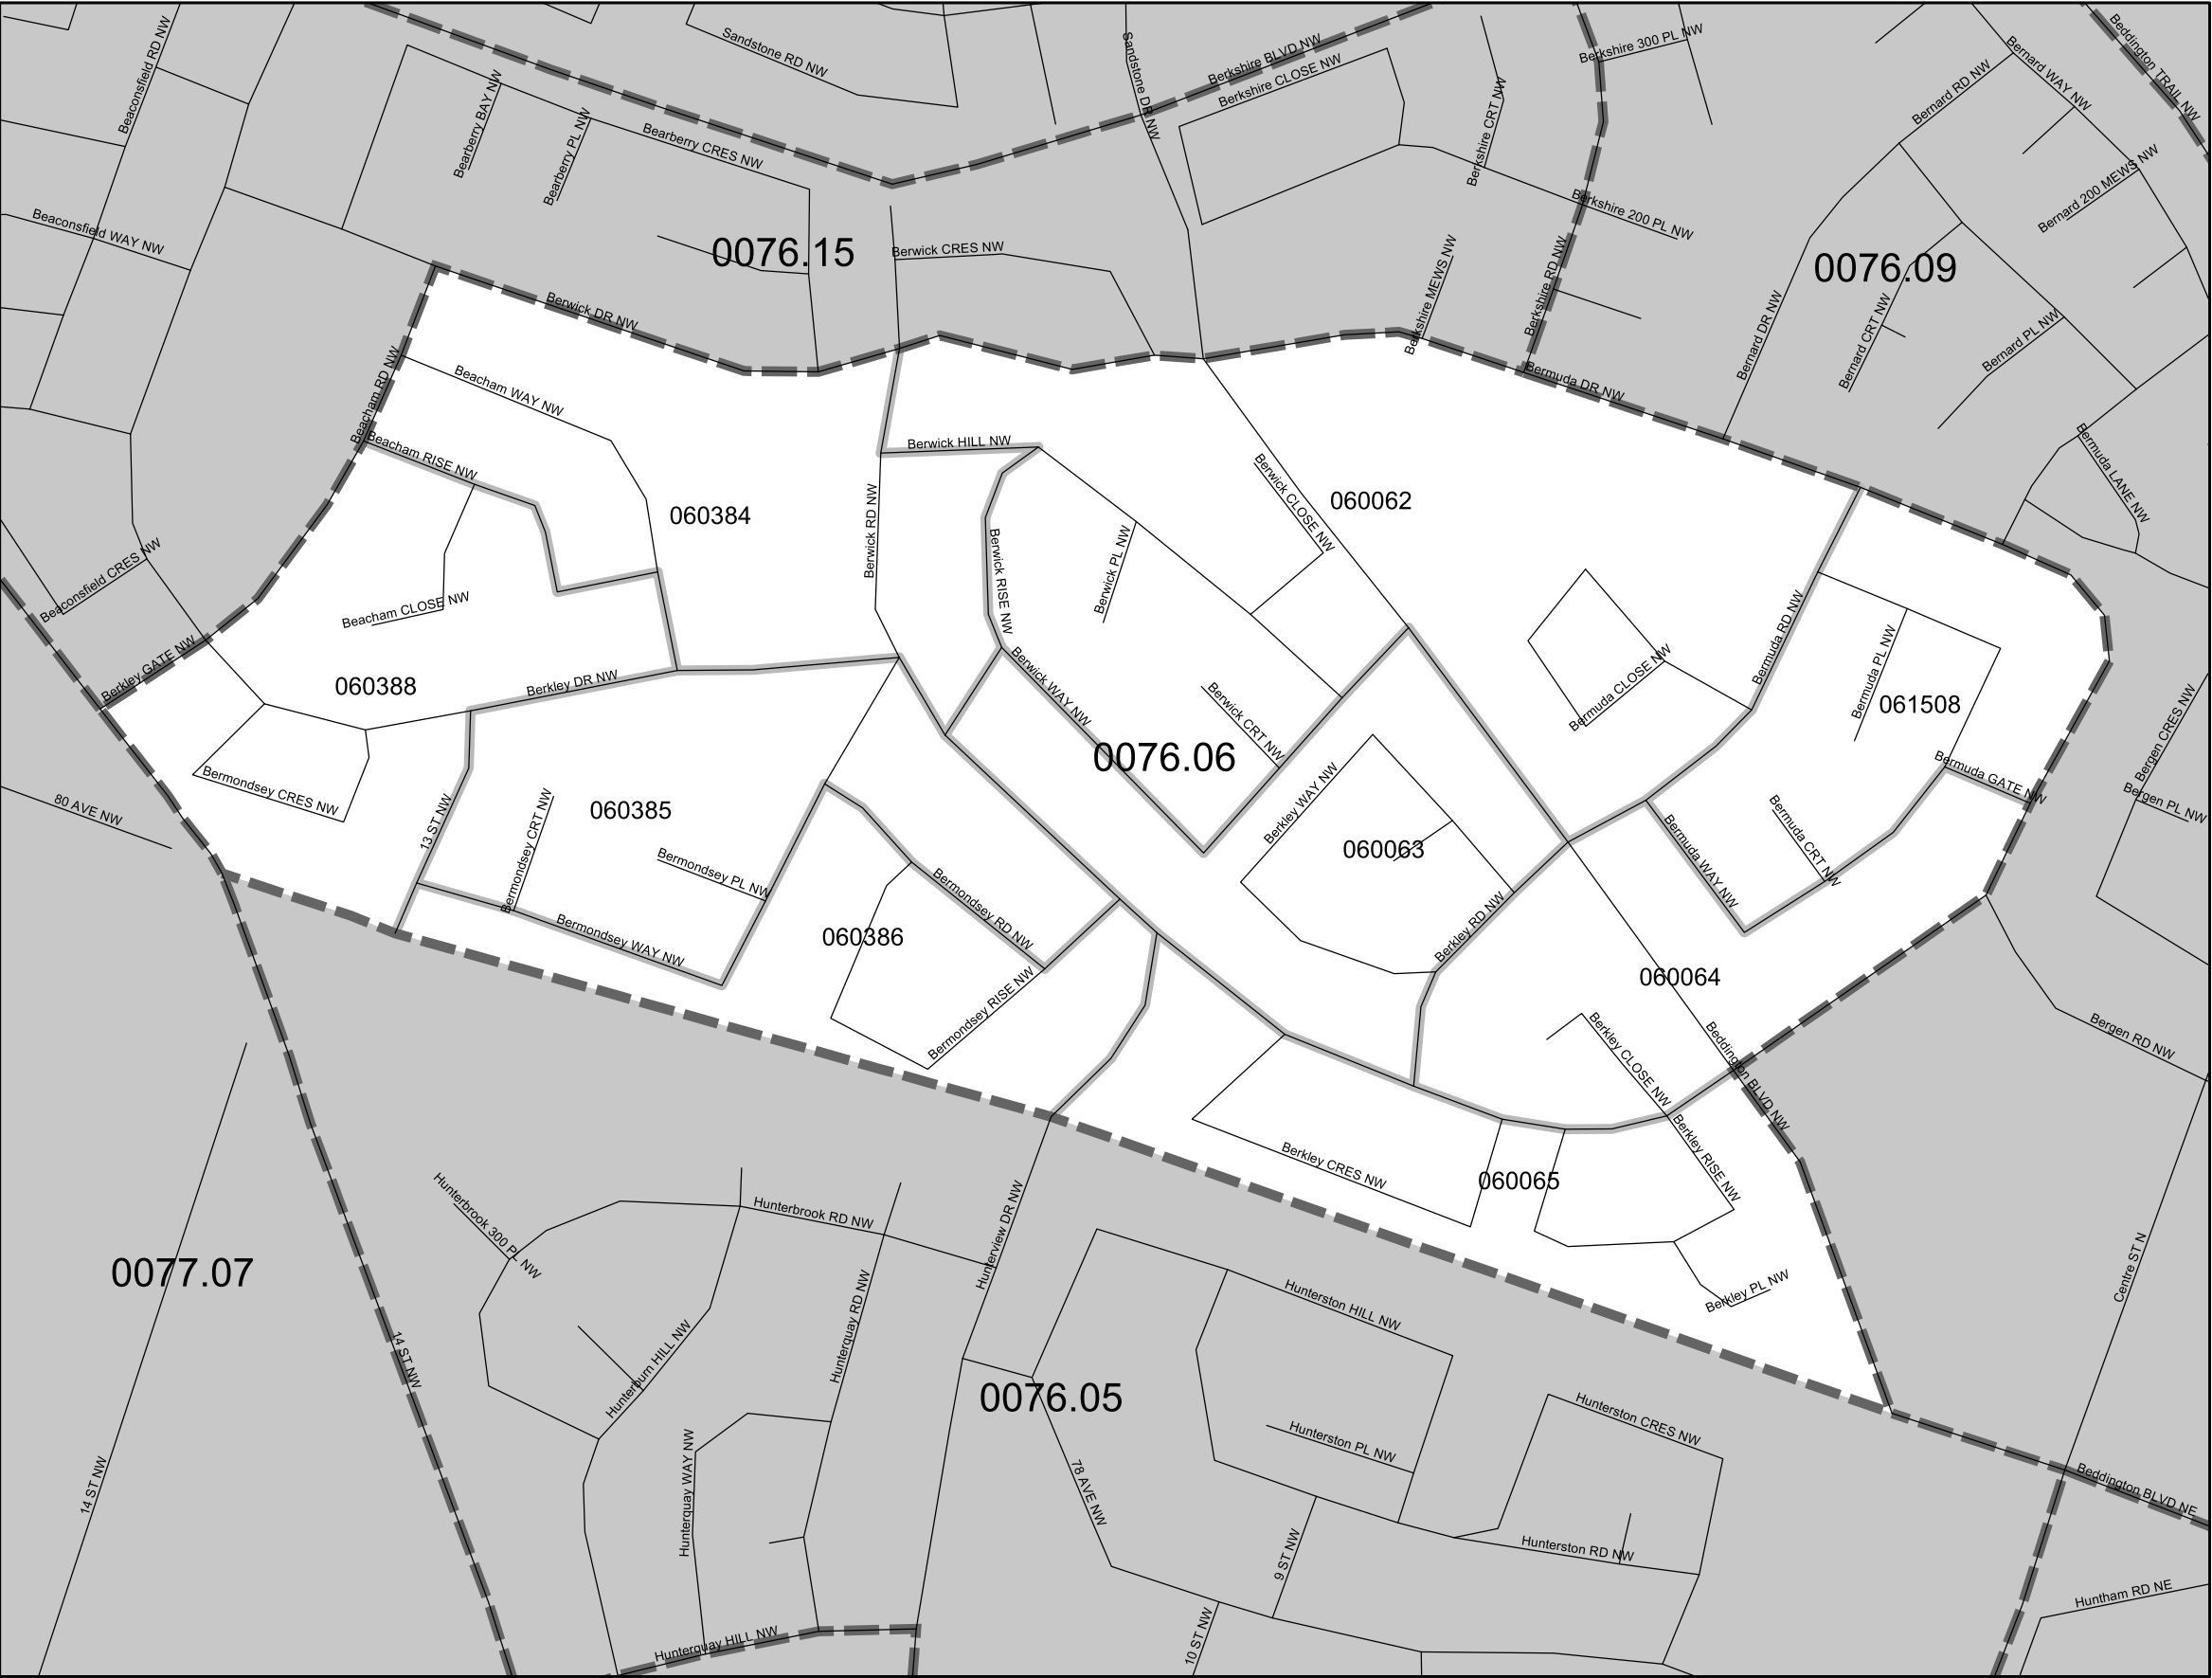 Beaconsfield RD NW
Sandstone RD NW
Sandstone DR NW
Berkshire BLVD NW
Berkshire CLOSE NW
Berkshire 300 PL NW
Beddington TRAIL NW
Bernard WAY NW
Bernard RD NW
Bearberry BAY NW
Bearberry PL NW
Bearberry CRES NW
Berkshire CRT NW
Bernard 200 MEWS NW
Beaconsfield WAY NW
0076.15
Berwick CRES NW
Berkshire 200 PL NW
Berkshire MEWS NW
Berkshire RD NW
0076.09
Bernard DR NW
Bernard CRT NW
Bernard PL NW
Berwick DR NW
Bermuda DR NW
Beacham RD NW
Beacham WAY NW
Beacham RISE NW
Berwick HILL NW
Berwick CLOSE NW
Bermuda LANE NW
060384
060062
Berwick RD NW
Berwick RISE NW
Berwick PL NW
Beaconsfield CRES NW
Beacham CLOSE NW
Bermuda RD NW
Bermuda PL NW
Bermuda CLOSE NW
Berkley GATE NW
060388
Berkley DR NW
Berwick WAY NW
Berwick CRT NW
061508
Bergen CRES NW
0076.06
Bermuda GATE NW
Bergen PL NW
Bermondsey CRES NW
80 AVE NW
13 ST NW
Bermondsey CRT NW
060385
Berkley WAY NW
060063
Bermuda WAY NW
Bermuda CRT NW
Bermondsey PL NW
Bermondsey RD NW
Bermondsey WAY NW
060386
Berkley RD NW
060064
Bermondsey RISE NW
Berkley CLOSE NW
Beddington BLVD NW
Bergen RD NW
Berkley CRES NW
060065
Berkley RISE NW
Hunterbrook 300 PL NW
Hunterbrook RD NW
Hunterview DR NW
0077.07
Berkley PL NW
Centre ST N
Hunterston HILL NW
14 ST NW
Hunterburn HILL NW
Hunterquay RD NW
0076.05
Hunterston CRES NW
Hunterston PL NW
14 ST NW
Hunterquay WAY NW
78 AVE NW
Beddington BLVD NE
9 ST NW
Hunterston RD NW
Huntham RD NE
Hunterquay HILL NW
10 ST NW